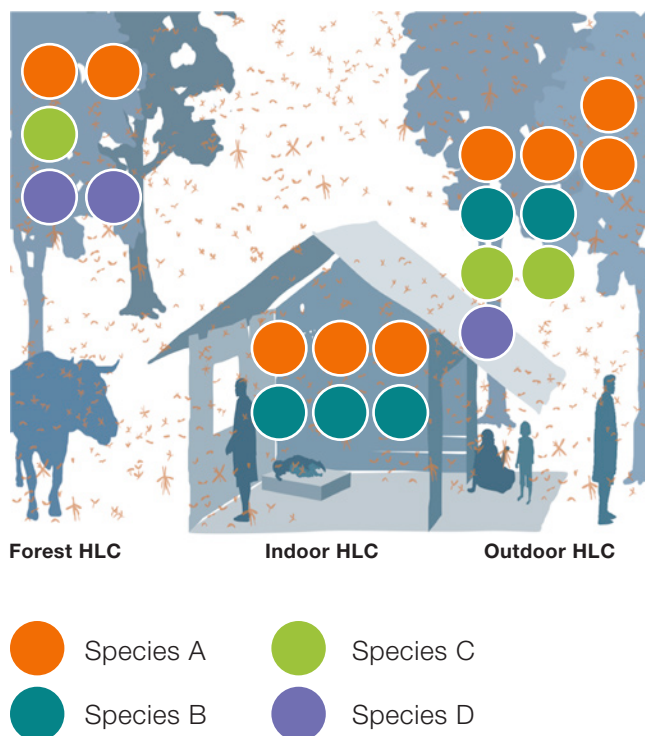 Forest HLC
Indoor HLC
Outdoor HLC
Species A
Species C
Species B
Species D